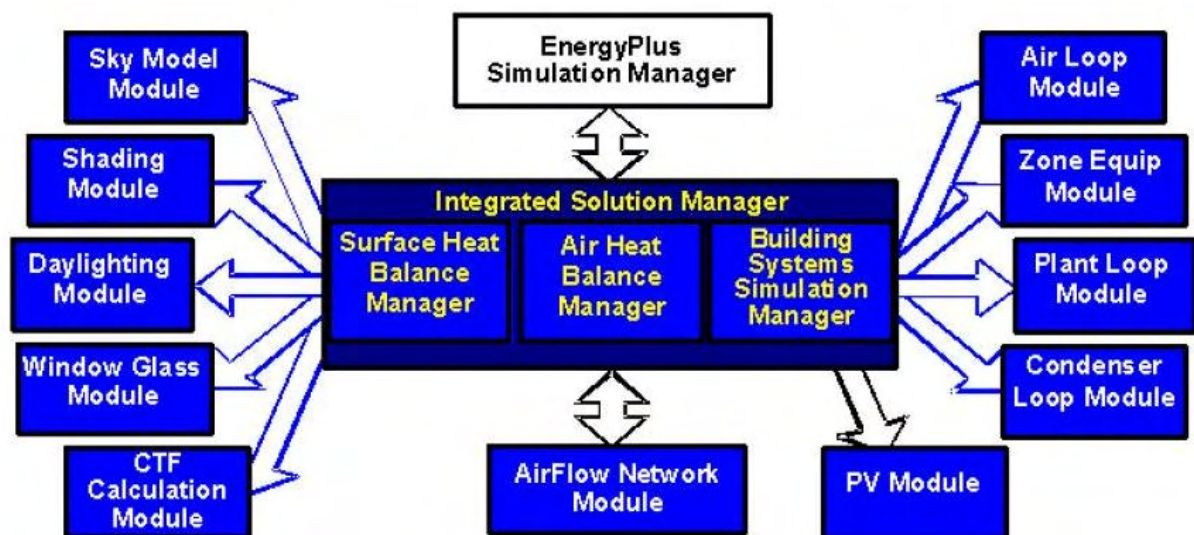 EnergyPlus
Simulation Manager
Sky Model
Module
Shading
Module
Daylighting
Module
Window Glass
Module
CTF
Calculation
Module
Integrated Solution Manager
Surface Heat
Balance
Manager
Air Heat
Balance
Manager
Building
Systems
Simulation
Manager
Air Loop
Module
Zone Equip
Module
Plant Loop
Module
Condenser
Loop Module
AirFlow Network
Module
PV Module